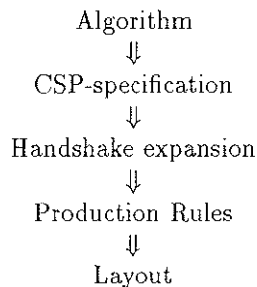 Algorithm
⇓
CSP-specification
⇓
Handshake expansion
⇓
Production Rules
⇓
Layout